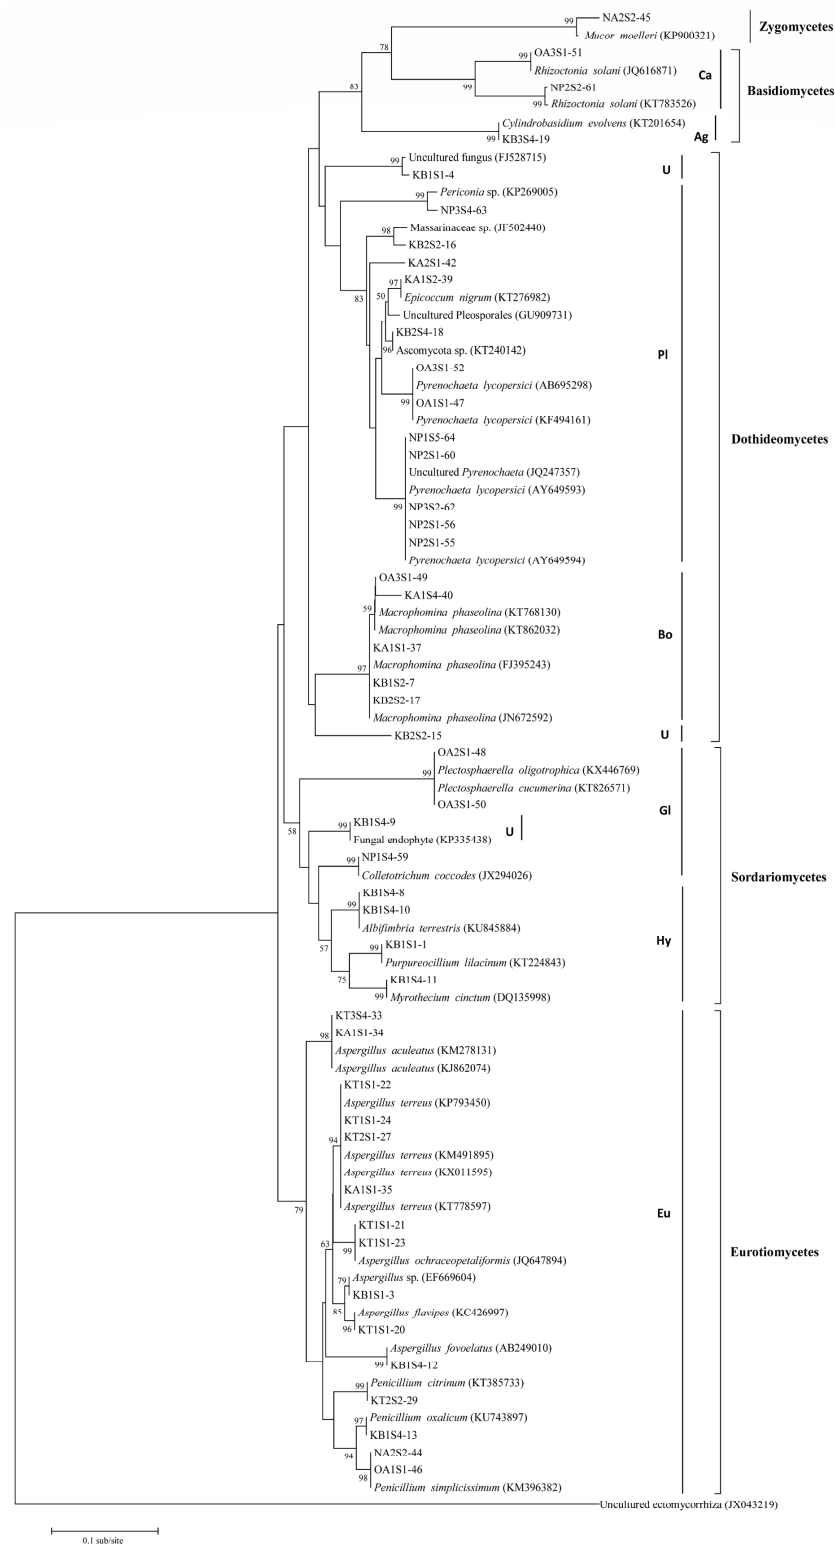 NA2S2-45
99
Mucor moelleri (KP900321)
Zygomycetes
78
OA3S1-51
99
Rhizoctonia solani (JQ616871)
Ca
99
NP2S2-61
99
Rhizoctonia solani (KT783526)
Basidiomycetes
83
Cylindrobasidium evolvens (KT201654)
99
KB3S4-19
Ag
99
Uncultured fungus (FJ528715)
KB1S1-4
U
99
Periconia sp. (KP269005)
NP3S4-63
98
Massarinaceae sp. (JF502440)
KB2S2-16
KA2S1-42
83
97
KA1S2-39
50
Epicoccum nigrum (KT276982)
Uncultured Pleosporales (GU909731)
KB2S4-18
96
Ascomycota sp. (KT240142)
Pl
OA3S1-52
Pyrenochaeta lycopersici (AB695298)
99
OA1S1-47
Pyrenochaeta lycopersici (KF494161)
NP1S5-64
Dothideomycetes
NP2S1-60
Uncultured Pyrenochaeta (JQ247357)
Pyrenochaeta lycopersici (AY649593)
99
NP3S2-62
NP2S1-56
NP2S1-55
Pyrenochaeta lycopersici (AY649594)
OA3S1-49
KA1S4-40
59
Macrophomina phaseolina (KT768130)
Macrophomina phaseolina (KT862032)
Bo
KA1S1-37
97
Macrophomina phaseolina (FJ395243)
KB1S2-7
KB2S2-17
Macrophomina phaseolina (JN672592)
KB2S2-15
U
OA2S1-48
99
Plectosphaerella oligotrophica (KX446769)
Plectosphaerella cucumerina (KT826571)
OA3S1-50
Gl
58
99
KB1S4-9
U
Fungal endophyte (KP335438)
99
NP1S4-59
Colletotrichum coccodes (JX294026)
Sordariomycetes
KB1S4-8
99
KB1S4-10
Albifimbria terrestris (KU845884)
57
99
KB1S1-1
Hy
Purpureocillium lilacinum (KT224843)
75
KB1S4-11
99
Myrothecium cinctum (DQ135998)
KT3S4-33
98
KA1S1-34
Aspergillus aculeatus (KM278131)
Aspergillus aculeatus (KJ862074)
KT1S1-22
Aspergillus terreus (KP793450)
KT1S1-24
94
KT2S1-27
Aspergillus terreus (KM491895)
Aspergillus terreus (KX011595)
KA1S1-35
79
Aspergillus terreus (KT778597)
Eu
KT1S1-21
63
KT1S1-23
99
Aspergillus ochraceopetaliformis (JQ647894)
Eurotiomycetes
79
Aspergillus sp. (EF669604)
KB1S1-3
85
Aspergillus flavipes (KC426997)
96
KT1S1-20
Aspergillus fovoelatus (AB249010)
99
KB1S4-12
99
Penicillium citrinum (KT385733)
KT2S2-29
97
Penicillium oxalicum (KU743897)
KB1S4-13
94
NA2S2-44
98
OA1S1-46
Penicillium simplicissimum (KM396382)
Uncultured ectomycorrhiza (JX043219)
0.1 sub/site